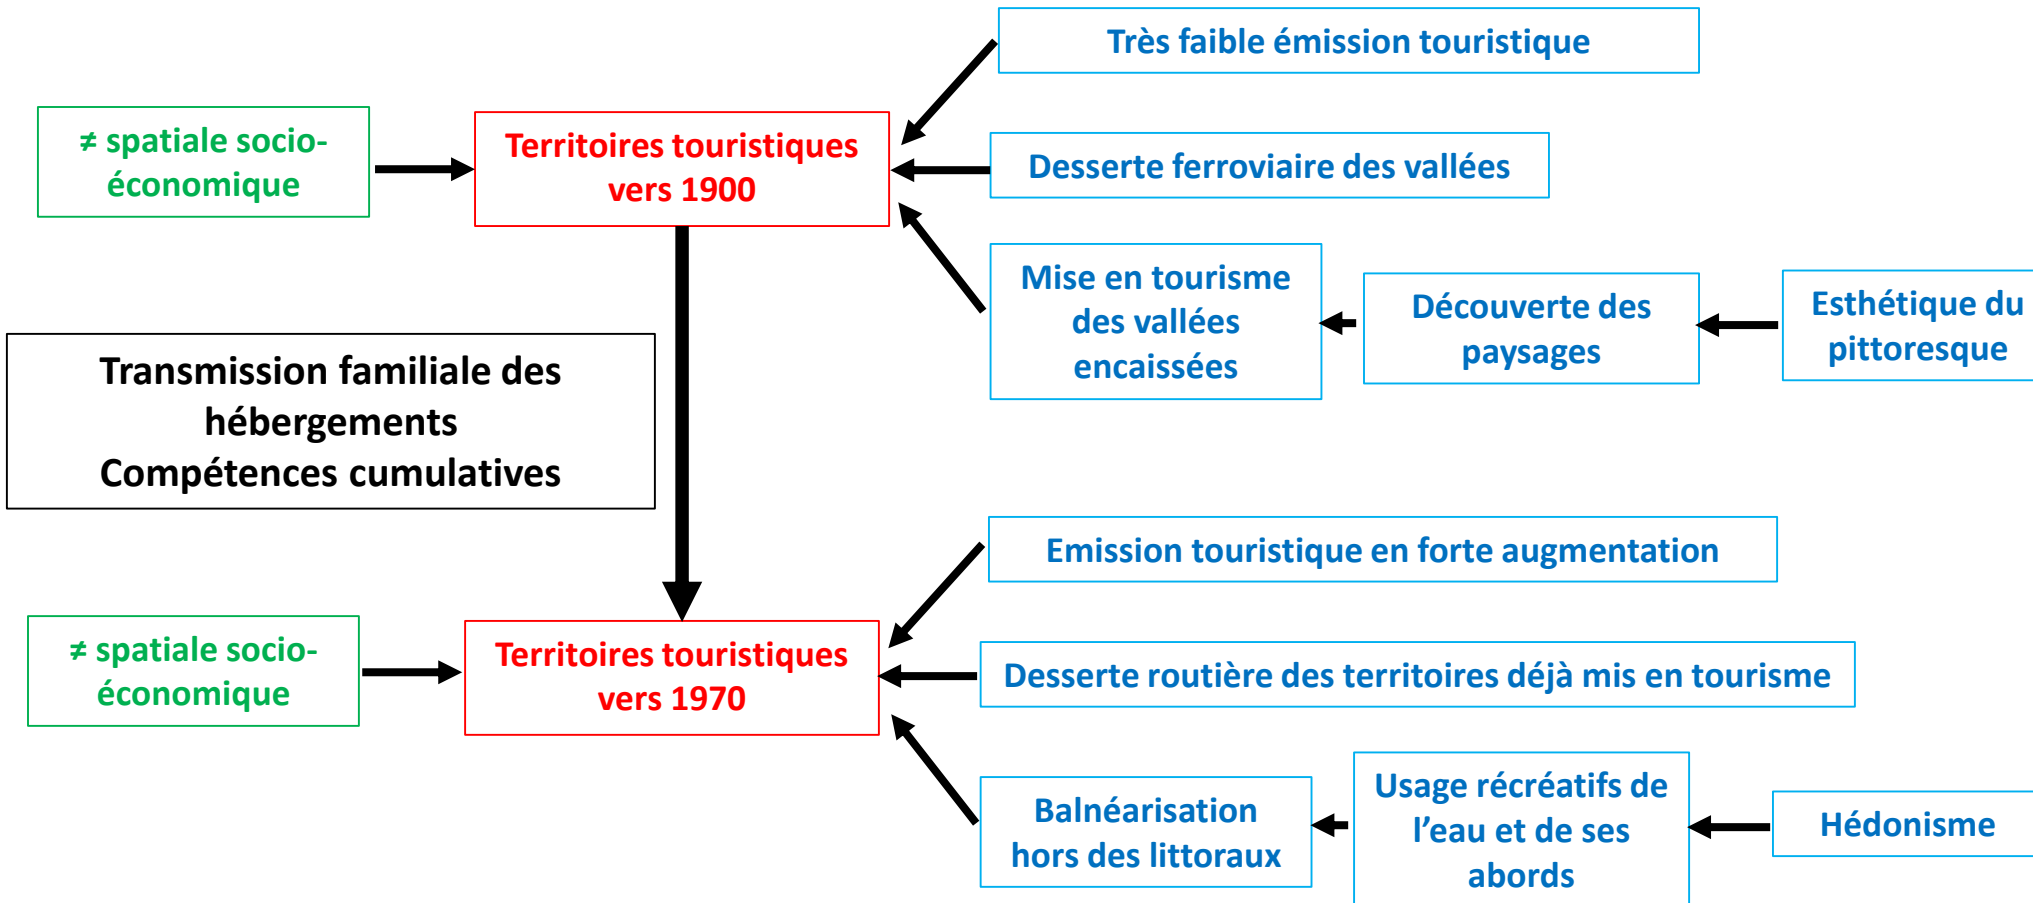 Très faible émission touristique
≠ spatiale socio-
économique
Territoires touristiques
vers 1900
Desserte ferroviaire des vallées
Mise en tourisme
des vallées
encaissées
Découverte des
paysages
Esthétique du
pittoresque
Transmission familiale des
hébergements
Compétences cumulatives
Emission touristique en forte augmentation
≠ spatiale socio-
économique
Territoires touristiques
vers 1970
Desserte routière des territoires déjà mis en tourisme
Balnéarisation
hors des littoraux
Usage récréatifs de
l’eau et de ses
abords
Hédonisme